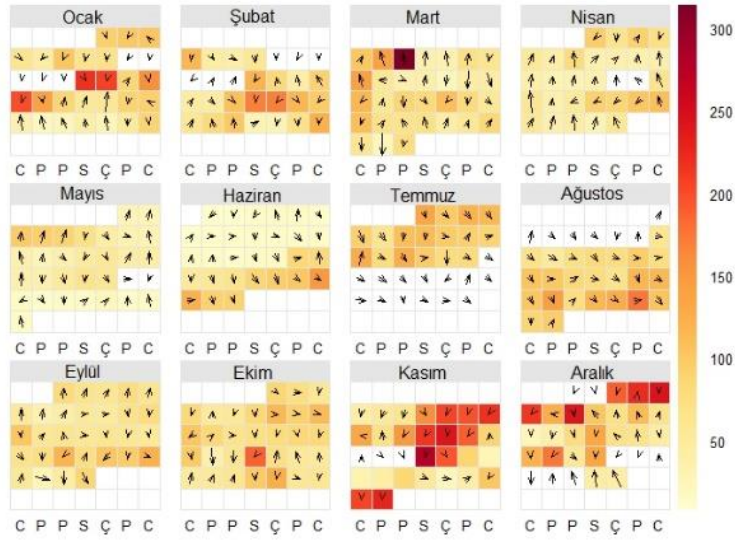 Ocak Şubat Mart Nisan
300
250
200
150
100
50
C P P S Ç P C C P P S Ç P C C P P S Ç P C C P P S Ç P C
Mayıs Haziran Temmuz Ağustos
C P P S Ç P C C P P S Ç P C C P P S Ç P C C P P S Ç P C
Eylül Ekim Kasım Aralık
C P P S Ç P C C P P S Ç P C C P P S Ç P C C P P S Ç P C